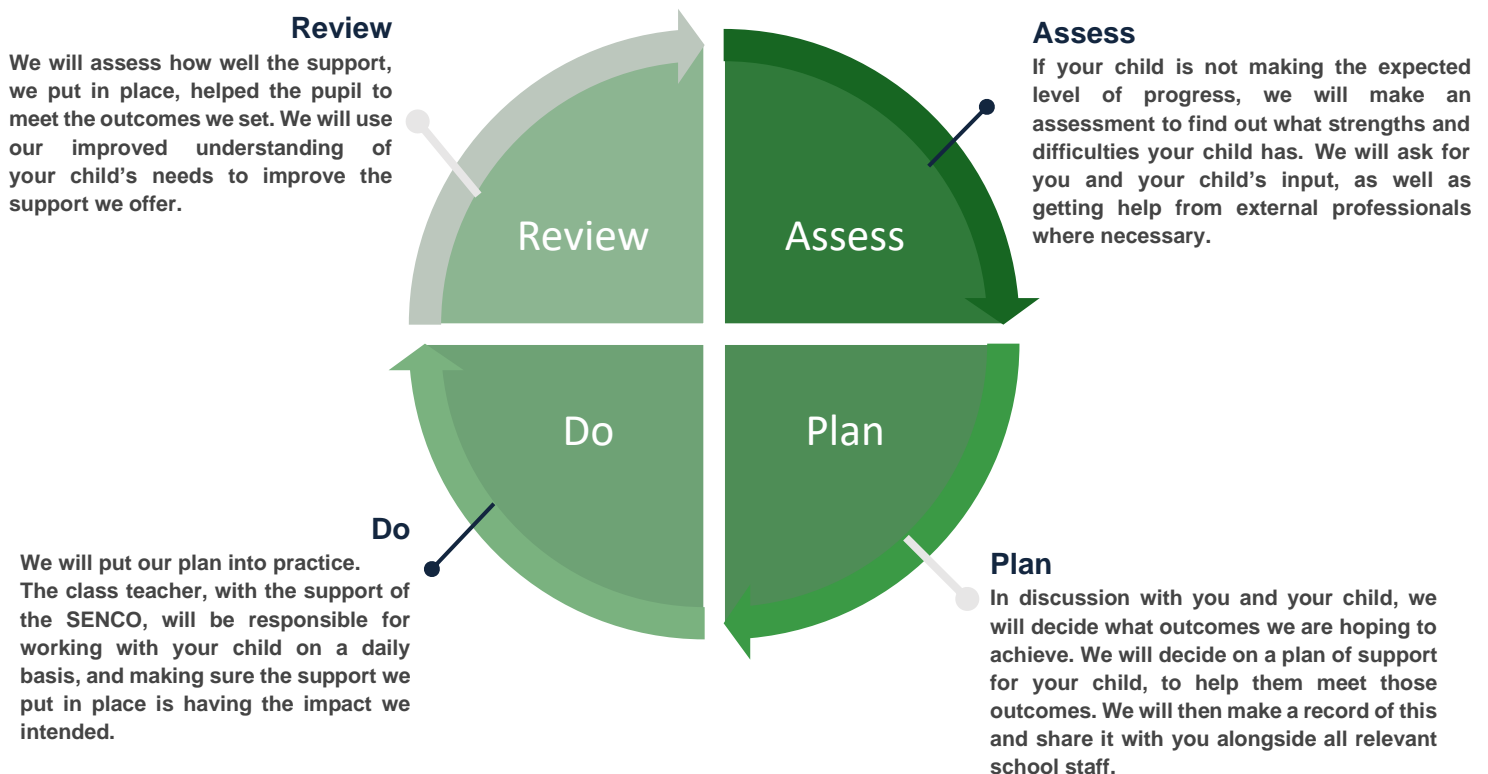 Review
We will assess how well the support,
we put in place, helped the pupil to
meet the outcomes we set. We will use
our improved understanding of
your child's needs to improve the
support we offer.
Assess
If your child is not making the expected
level of progress, we will make an
assessment to find out what strengths and
difficulties your child has. We will ask for
you and your child's input, as well as
getting help from external professionals
where necessary.
Review
Assess
Do
Plan
Do
We will put our plan into practice.
The class teacher, with the support of
the SENCO, will be responsible for
working with your child on a daily
basis, and making sure the support we
put in place is having the impact we
intended.
Plan
In discussion with you and your child, we
will decide what outcomes we are hoping to
achieve. We will decide on a plan of support
for your child, to help them meet those
outcomes. We will then make a record of this
and share it with you alongside all relevant
school staff.